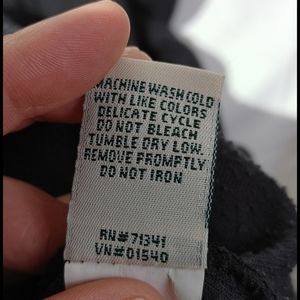 MACHINE WASH COLD
WITH LIKE COLORS
DELICATE CYCLE
DO NOT BLEACH
TUMBLE DRY LOW.
REMOVE PROMPTLY
DO NOT IRON
RN#71341
VN#01540